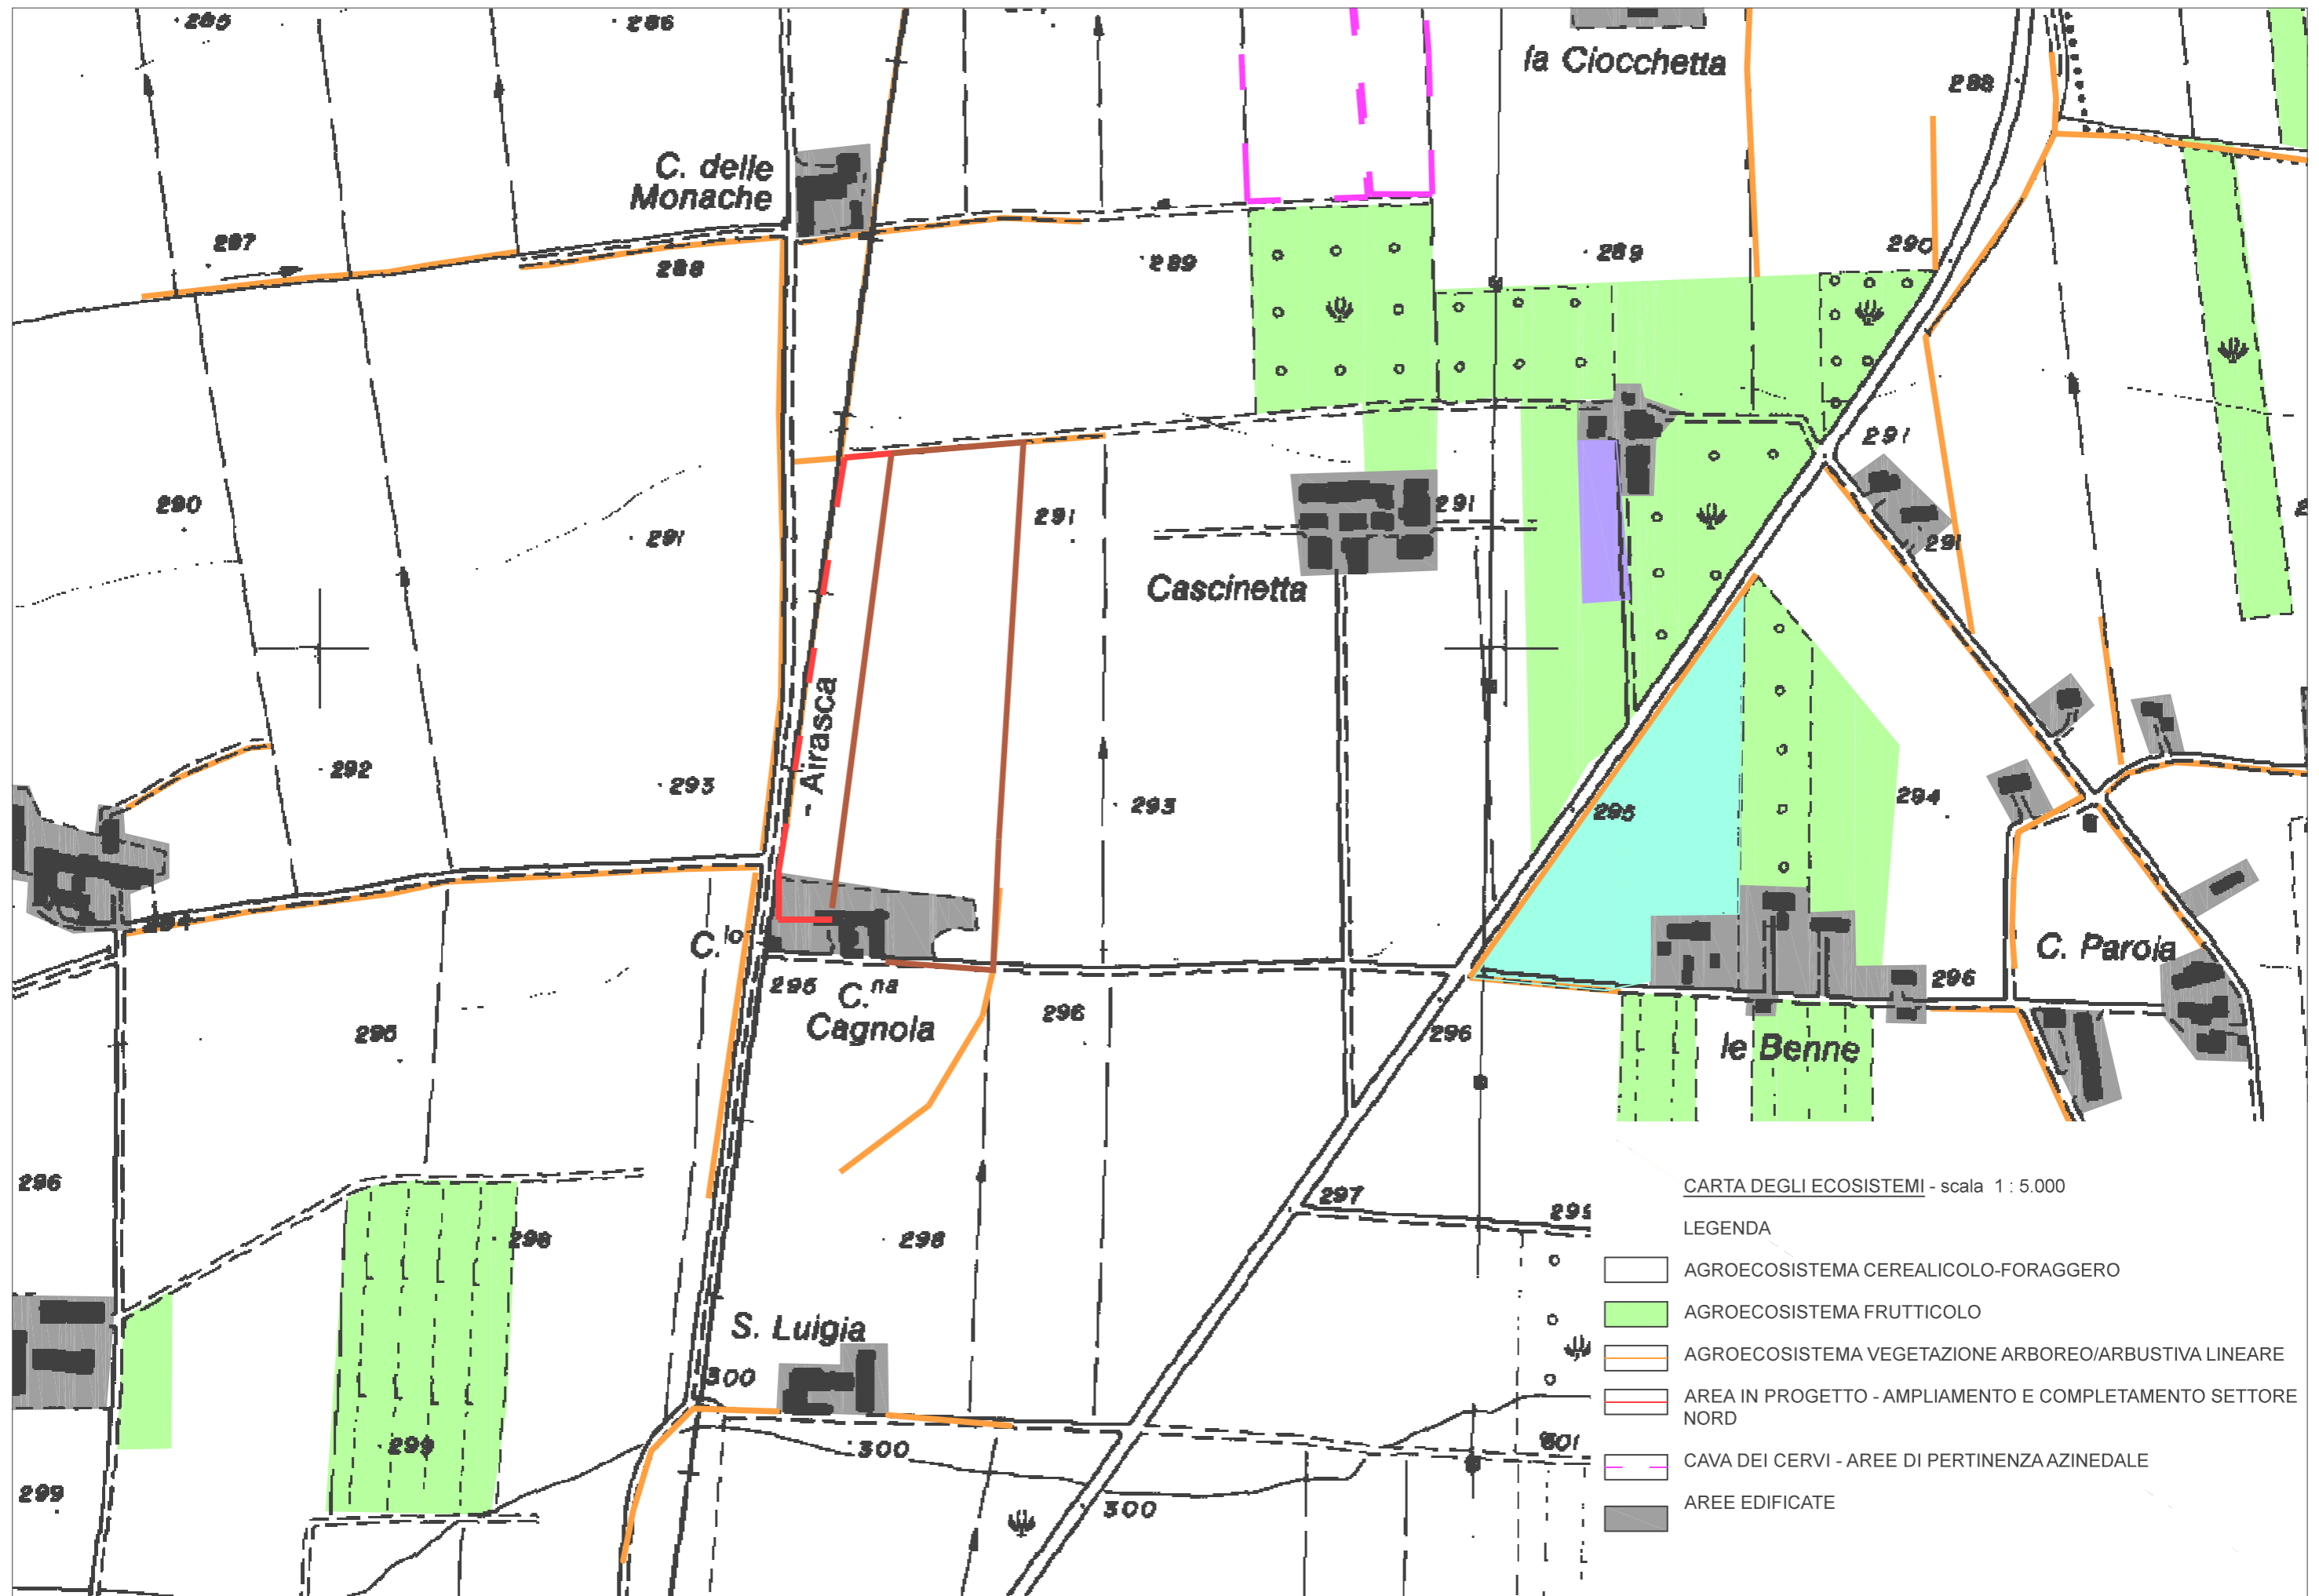 285
286
la Ciocchetta
288
C. delle
Monache
287
288
289
289
290
291
290
291
291
291
291
Cascinetta
- Airasca
292
293
293
295
294
294
C.lo
295
C.na
Cagnola
296
296
295
296
C. Parola
le Benne
296
297
298
298
S. Luigia
300
299
300
299
300
301
CARTA DEGLI ECOSISTEMI - scala 1 : 5.000
LEGENDA
AGROECOSISTEMA CEREALICOLO-FORAGGERO
AGROECOSISTEMA FRUTTICOLO
AGROECOSISTEMA VEGETAZIONE ARBOREO/ARBUSTIVA LINEARE
AREA IN PROGETTO - AMPLIAMENTO E COMPLETAMENTO SETTORE
NORD
CAVA DEI CERVI - AREE DI PERTINENZA AZINEDALE
AREE EDIFICATE